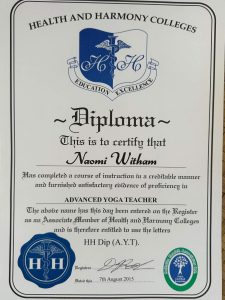 HEALTH AND HARMONY COLLEGES
H H
EDUCATION EXCELLENCE
~Diploma~
This is to certify that
Naomi Witham
Has completed a course of instruction in a creditable manner
and furnished satisfactory evidence of proficiency in
ADVANCED YOGA TEACHER
The above name has this day been entered on the Register
as an Associate Member of Health and Harmony Colleges
and is therefore entitled to use the letters
HH Dip (A.Y.T).
Registrar
Dated 7th August 2015
H H